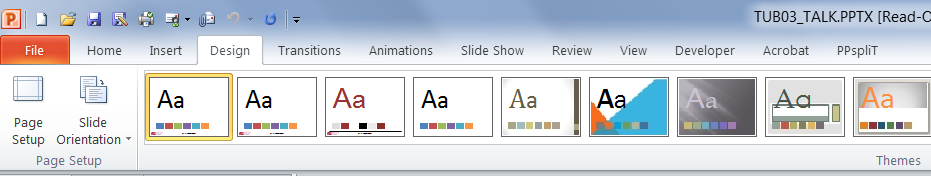 TUB03_TALK.PPTX [Read-O
File Home Insert Design Transitions Animations Slide Show Review View Developer Acrobat PPspliT
Aa Aa Aa Aa Aa Aa Aa Aa Aa
Page Setup
Slide Orientation
Page Setup Themes